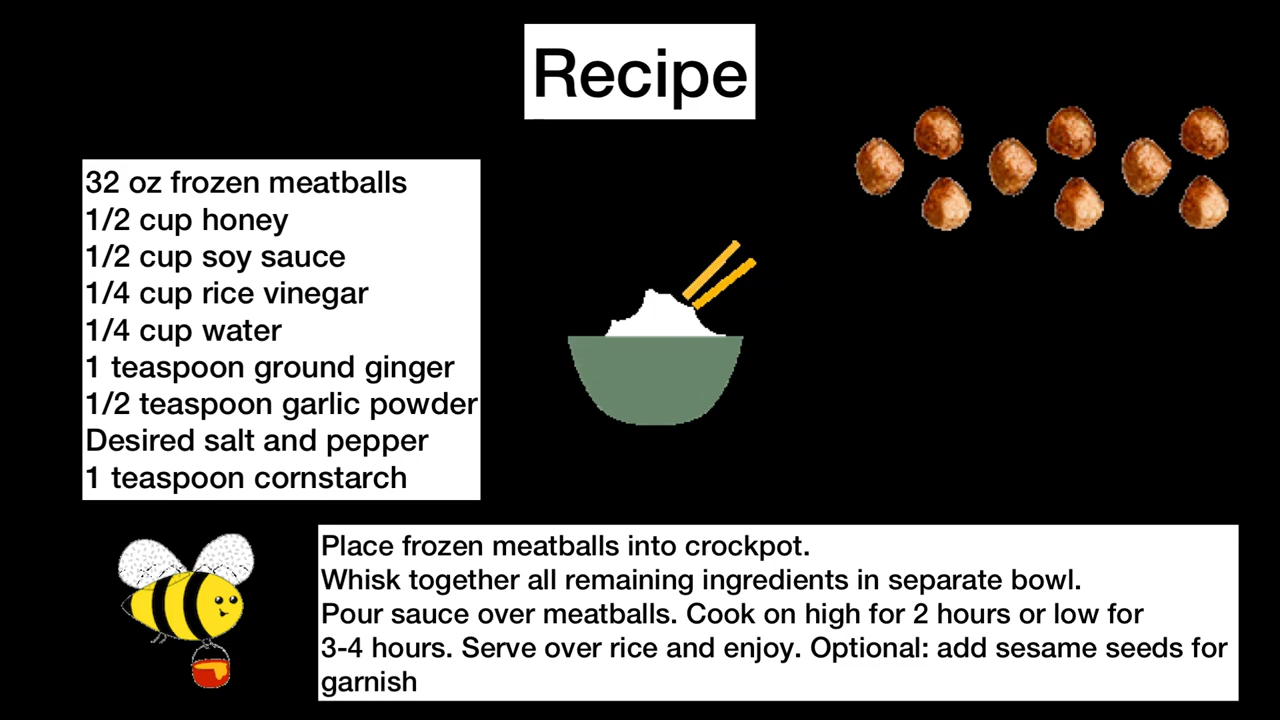 Recipe
32 oz frozen meatballs
1/2 cup honey
1/2 cup soy sauce
1/4 cup rice vinegar
1/4 cup water
1 teaspoon ground ginger
1/2 teaspoon garlic powder
Desired salt and pepper
1 teaspoon cornstarch
Place frozen meatballs into crockpot.
Whisk together all remaining ingredients in separate bowl.
Pour sauce over meatballs. Cook on high for 2 hours or low for
3-4 hours. Serve over rice and enjoy. Optional: add sesame seeds for
garnish